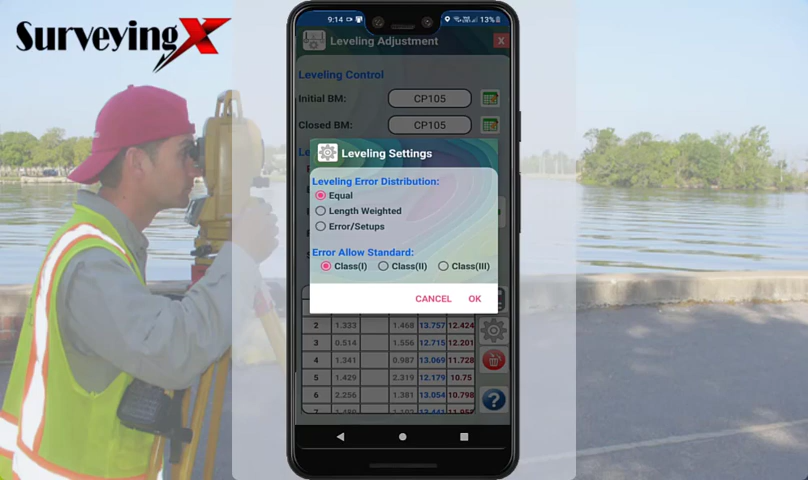 SurveyingX
9:14 13%
Leveling Adjustment X
Leveling Control
Initial BM: CP105
Closed BM: CP105
Leveling Settings
Leveling Error Distribution:
Equal
Length Weighted
Error/Setups
Error Allow Standard:
Class(I) Class(II) Class(III)
CANCEL OK
2 1.333 1.468 13.757 12.424
3 0.514 1.556 12.715 12.201
4 1.341 0.987 13.069 11.728
5 1.429 2.319 12.179 10.75
6 2.256 1.381 13.054 10.798
?